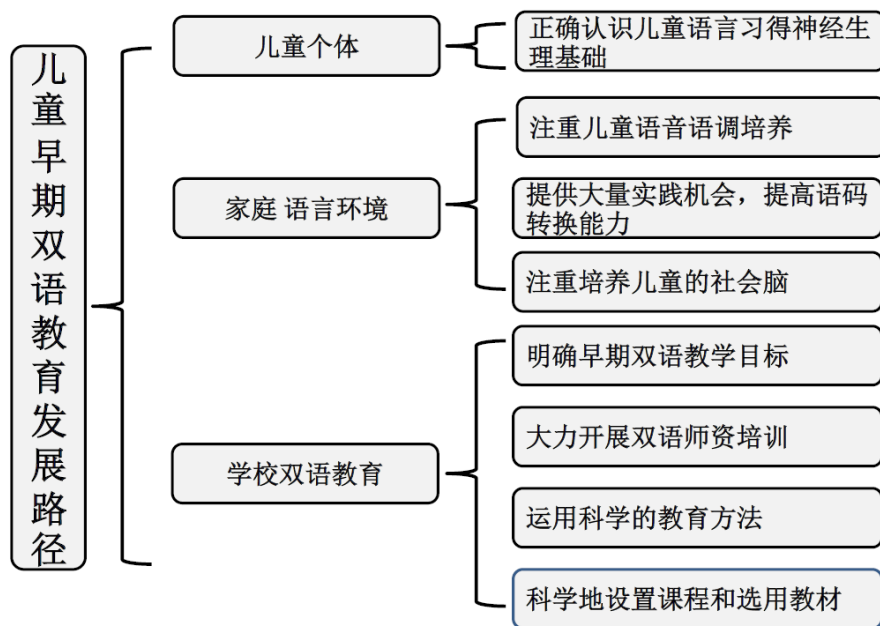 儿童早期双语教育发展路径
儿童个体
正确认识儿童语言习得神经生
理基础
家庭 语言环境
注重儿童语音语调培养
提供大量实践机会，提高语码
转换能力
注重培养儿童的社会脑
学校双语教育
明确早期双语教学目标
大力开展双语师资培训
运用科学的教育方法
科学地设置课程和选用教材